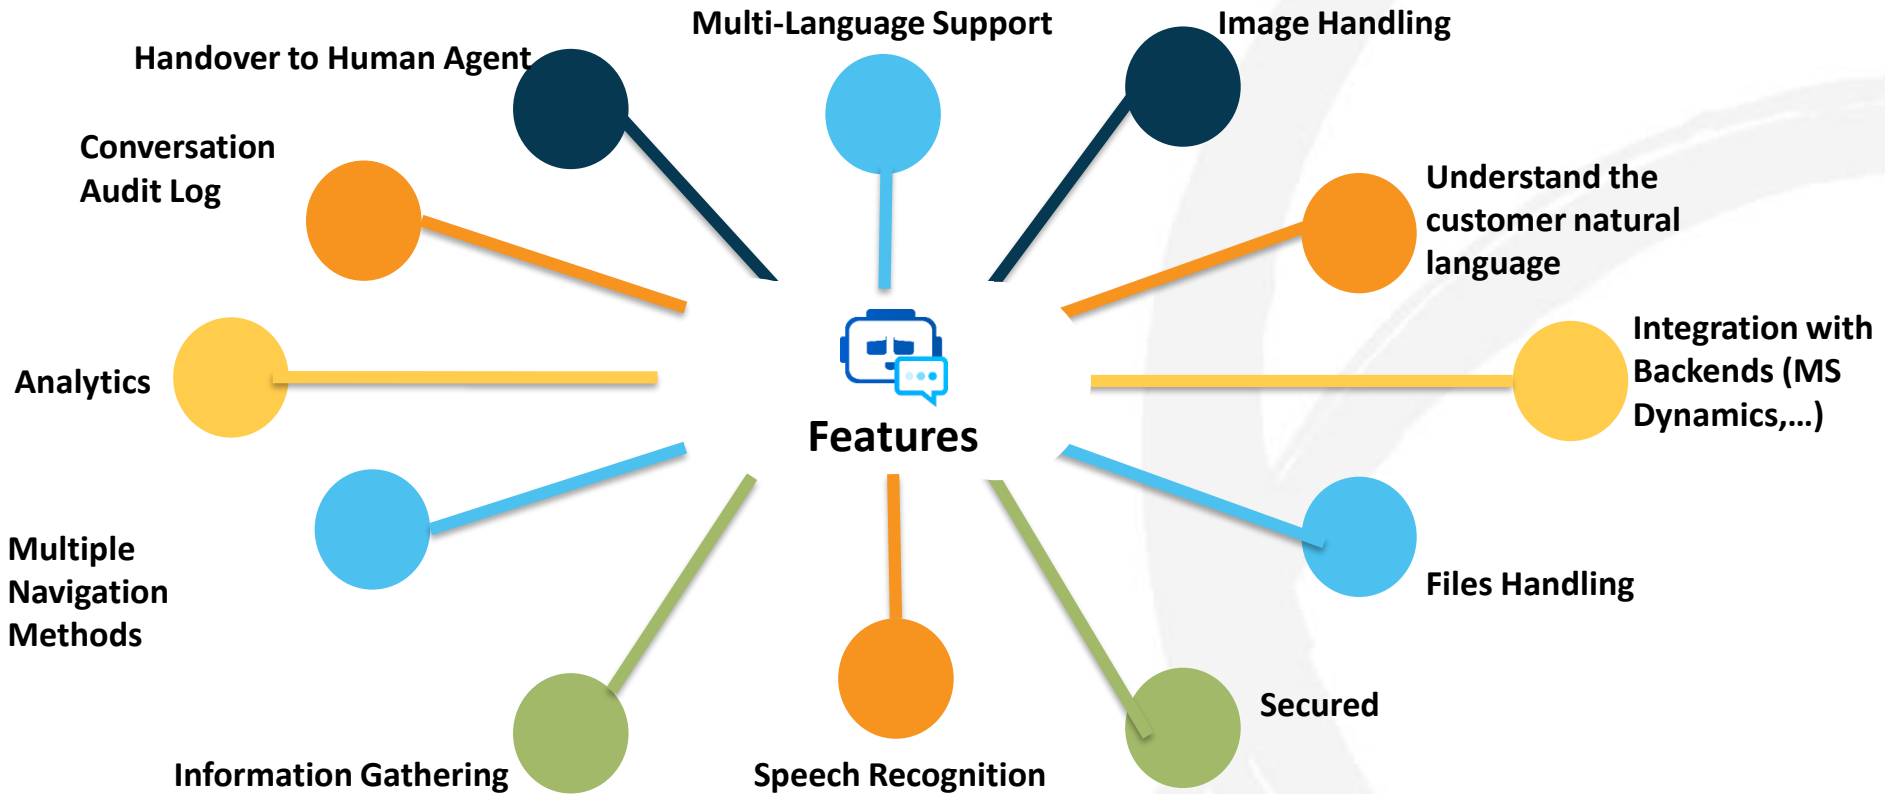 Multi-Language Support
Image Handling
Handover to Human Agent
Conversation
Audit Log
Understand the
customer natural
language
Integration with
Backends (MS
Dynamics,...)
Analytics
Features
Multiple
Navigation
Methods
Files Handling
Secured
Information Gathering
Speech Recognition